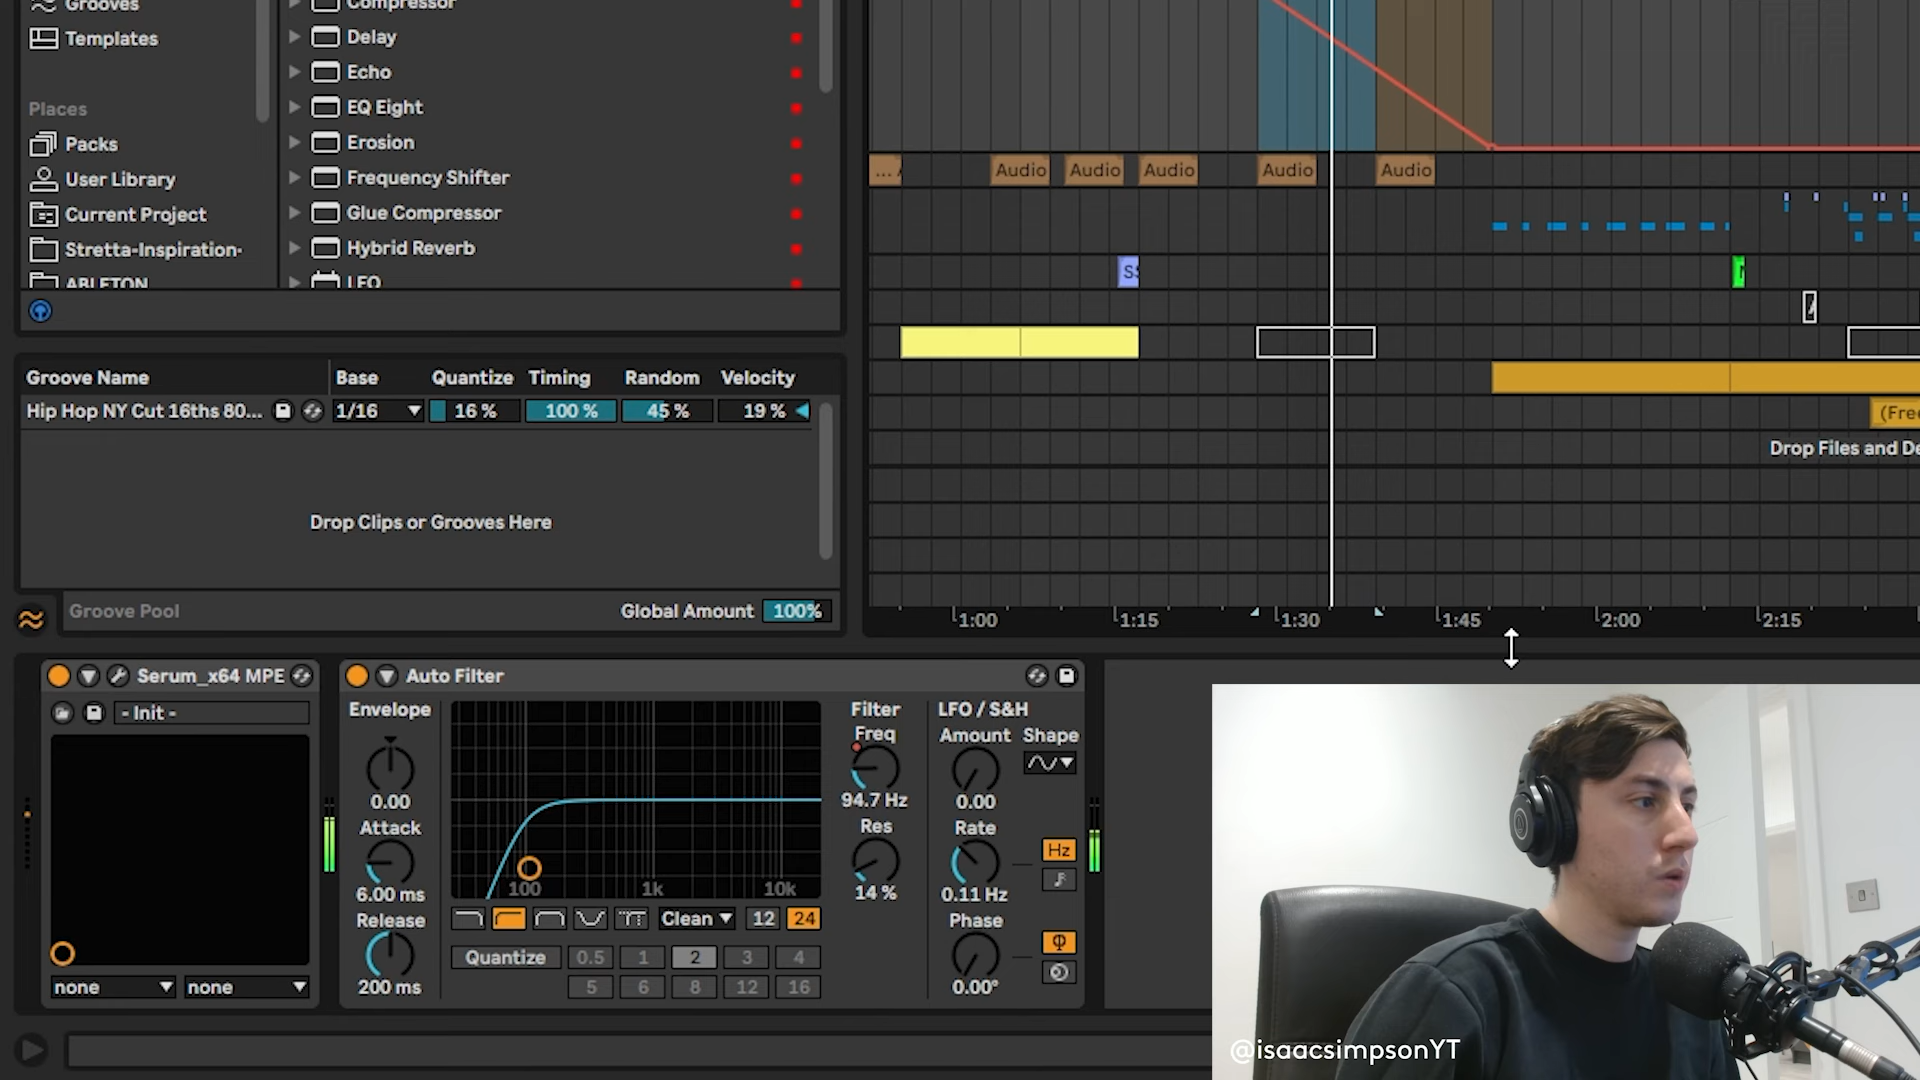 Grooves
Templates
Places
Packs
User Library
Current Project
Stretta-Inspiration-
ABLETON
Compressor
Delay
Echo
EQ Eight
Erosion
Frequency Shifter
Glue Compressor
Hybrid Reverb
LFO
...
Audio
Audio
Audio
Audio
Audio
(Free
Drop Files and De
1:00
1:15
1:30
1:45
2:00
2:15
Groove Name
Base
Quantize
Timing
Random
Velocity
Hip Hop NY Cut 16ths 80...
1/16
16 %
100 %
45 %
19 %
Drop Clips or Grooves Here
Groove Pool
Global Amount
100%
Serum_x64 MPE
- Init -
none
none
Auto Filter
Envelope
0.00
Attack
6.00 ms
Release
200 ms
100
1k
10k
Clean
12
24
Quantize
0.5
1
2
3
4
5
6
8
12
16
Filter
Freq
94.7 Hz
Res
14 %
LFO / S&H
Amount
Shape
0.00
Rate
Hz
0.11 Hz
Phase
Φ
0.00°
@isaacsimpsonYT